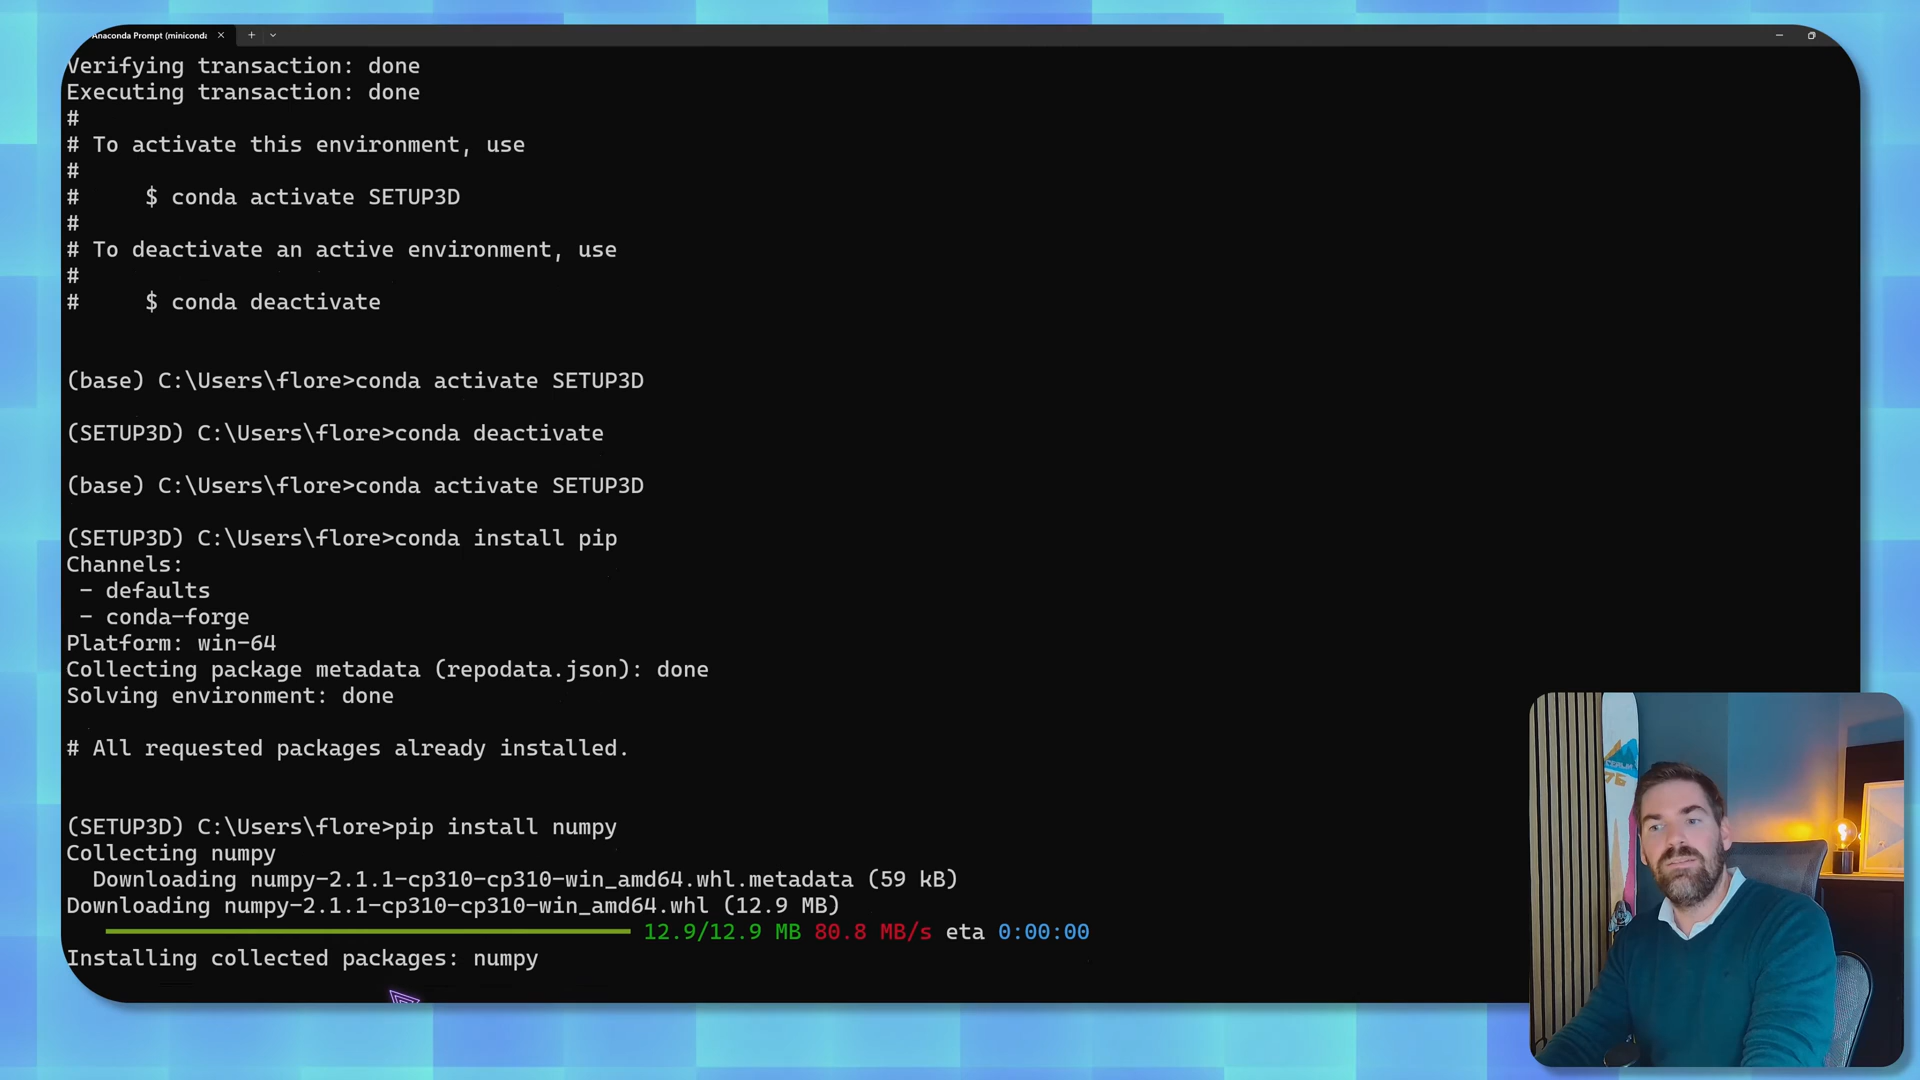 Anaconda Prompt (miniconda
Verifying transaction: done
Executing transaction: done
#
# To activate this environment, use
#
#     $ conda activate SETUP3D
#
# To deactivate an active environment, use
#
#     $ conda deactivate
(base) C:\Users\flore>conda activate SETUP3D
(SETUP3D) C:\Users\flore>conda deactivate
(base) C:\Users\flore>conda activate SETUP3D
(SETUP3D) C:\Users\flore>conda install pip
Channels:
 - defaults
 - conda-forge
Platform: win-64
Collecting package metadata (repodata.json): done
Solving environment: done
# All requested packages already installed.
(SETUP3D) C:\Users\flore>pip install numpy
Collecting numpy
  Downloading numpy-2.1.1-cp310-cp310-win_amd64.whl.metadata (59 kB)
Downloading numpy-2.1.1-cp310-cp310-win_amd64.whl (12.9 MB)
12.9/12.9 MB 80.8 MB/s eta 0:00:00
Installing collected packages: numpy